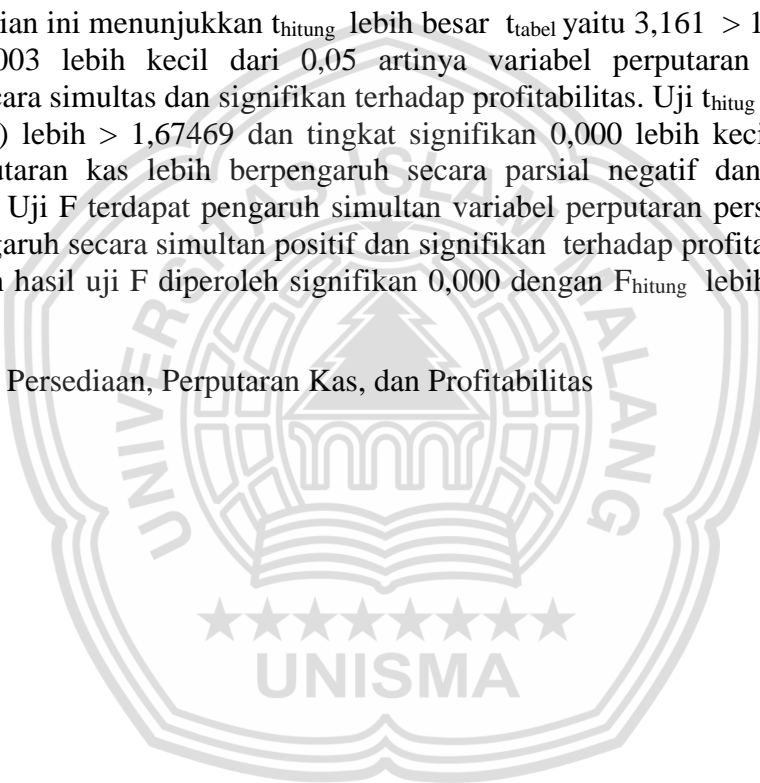 ian ini menunjukkan thitung lebih besar ttabel yaitu 3,161 > 1
003 lebih kecil dari 0,05 artinya variabel perputaran
cara simultas dan signifikan terhadap profitabilitas. Uji thitug
) lebih > 1,67469 dan tingkat signifikan 0,000 lebih keci
utaran kas lebih berpengaruh secara parsial negatif dan
Uji F terdapat pengaruh simultan variabel perputaran pers
garuh secara simultan positif dan signifikan terhadap profita
n hasil uji F diperoleh signifikan 0,000 dengan Fhitung lebih
Persediaan, Perputaran Kas, dan Profitabilitas
UNIVERSITAS ISLAM MALANG
UNISMA